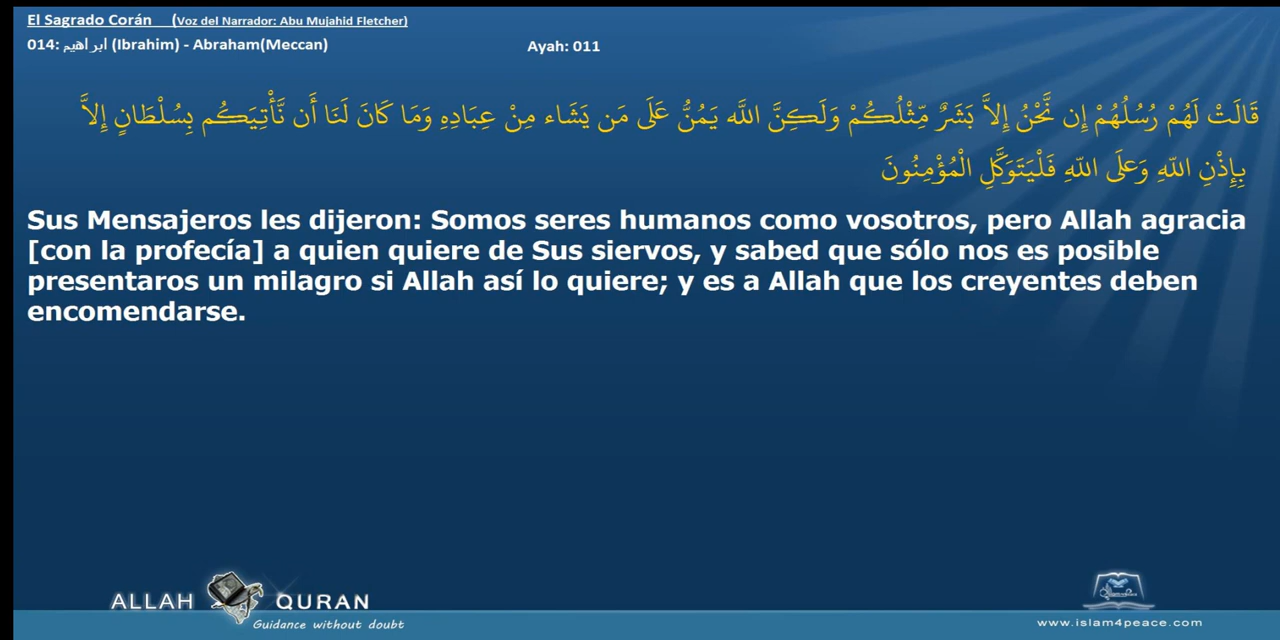 El Sagrado Corán (Voz del Narrador: Abu Mujahid Fletcher)
014: ابراهيم (Ibrahim) - Abraham(Meccan)
Ayah: 011
قَالَتْ لَهُمْ رُسُلُهُمْ إِن نَّحْنُ إِلاَّ بَشَرٌ مِّثْلُكُمْ وَلَكِنَّ اللَّه يَمُنُّ عَلَى مَن يَشَاء مِنْ عِبَادِهِ وَمَا كَانَ لَنَا أَن نَّأْتِيَكُم بِسُلْطَانٍ إِلاَّ
بِإِذْنِ اللّهِ وَعلَى اللّهِ فَلْيَتَوَكَّلِ الْمُؤْمِنُونَ
Sus Mensajeros les dijeron: Somos seres humanos como vosotros, pero Allah agracia
[con la profecía] a quien quiere de Sus siervos, y sabed que sólo nos es posible
presentaros un milagro si Allah así lo quiere; y es a Allah que los creyentes deben
encomendarse.
ALLAH QURAN
Guidance without doubt
www.islam4peace.com